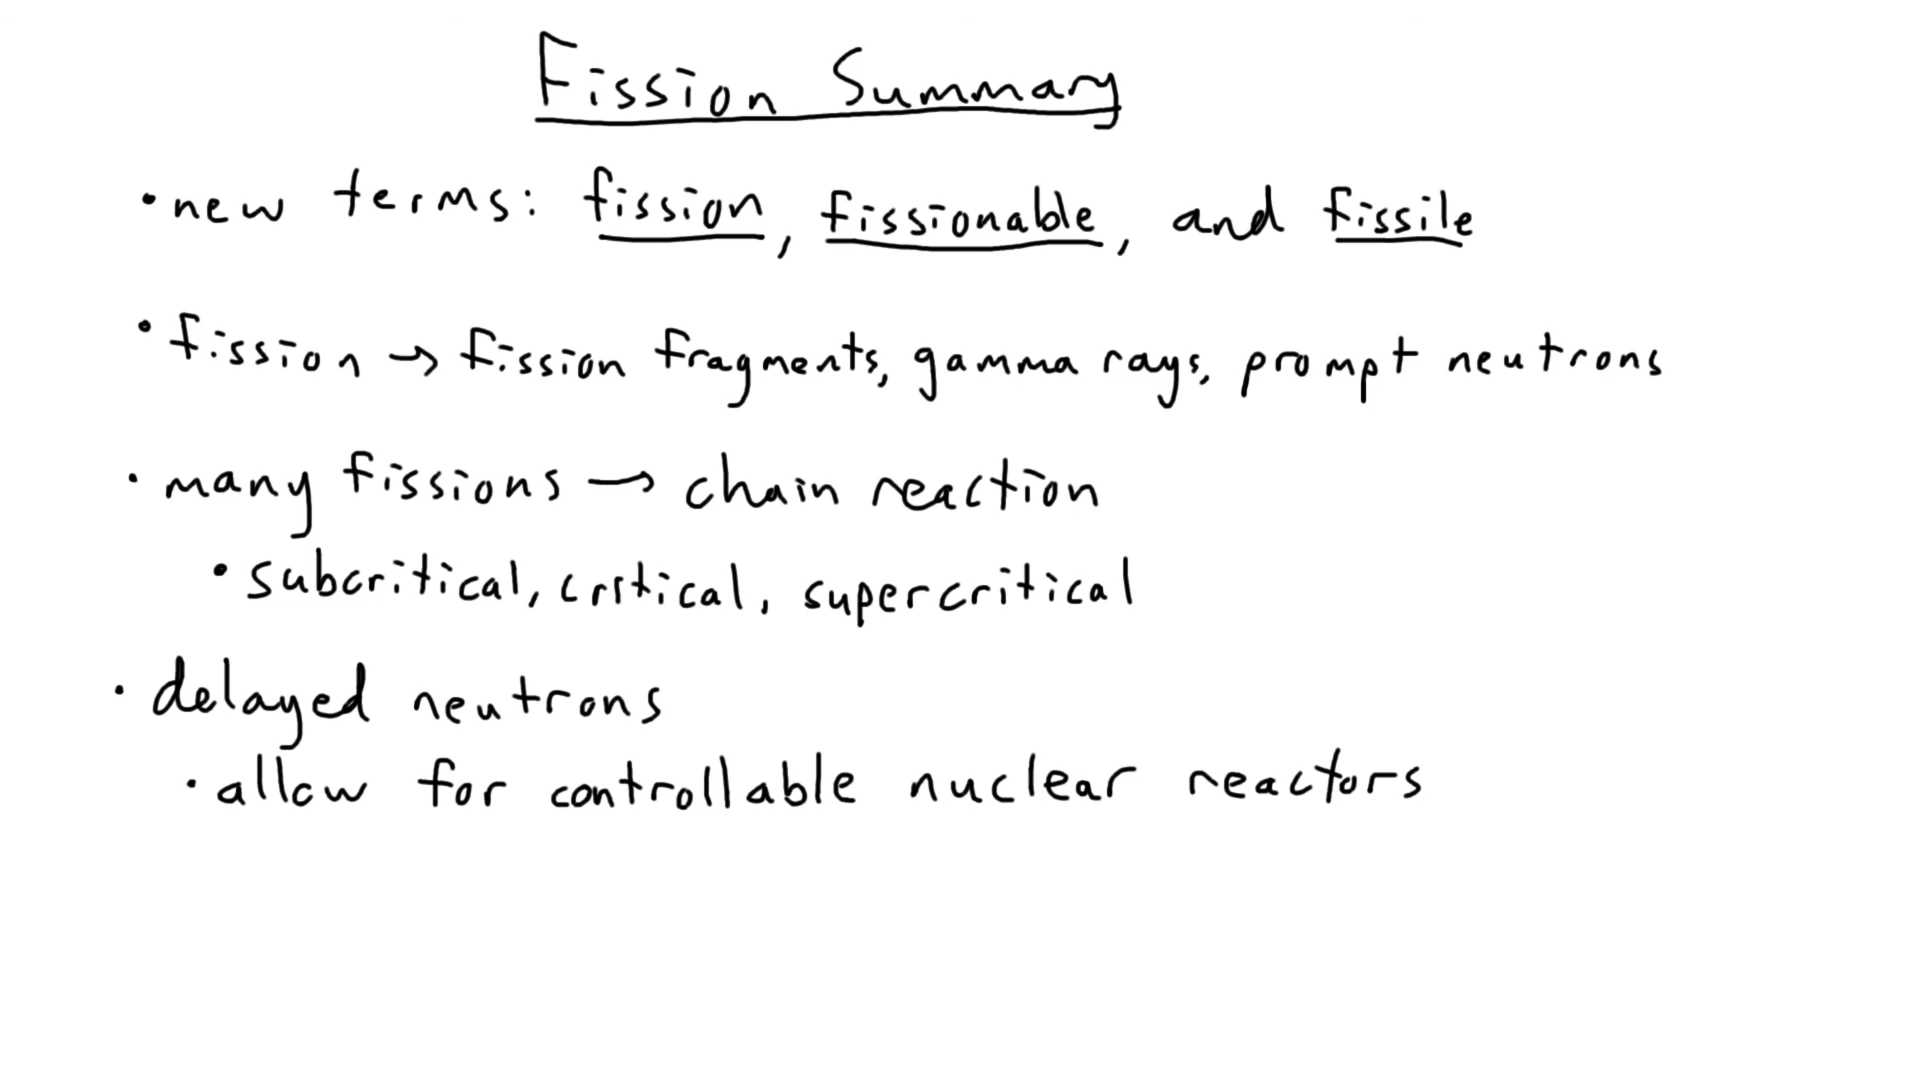 Fission Summary
• new terms: fission, fissionable, and fissile
• fission → fission fragments, gamma rays, prompt neutrons
• many fissions → chain reaction
• subcritical, critical, supercritical
• delayed neutrons
• allow for controllable nuclear reactors